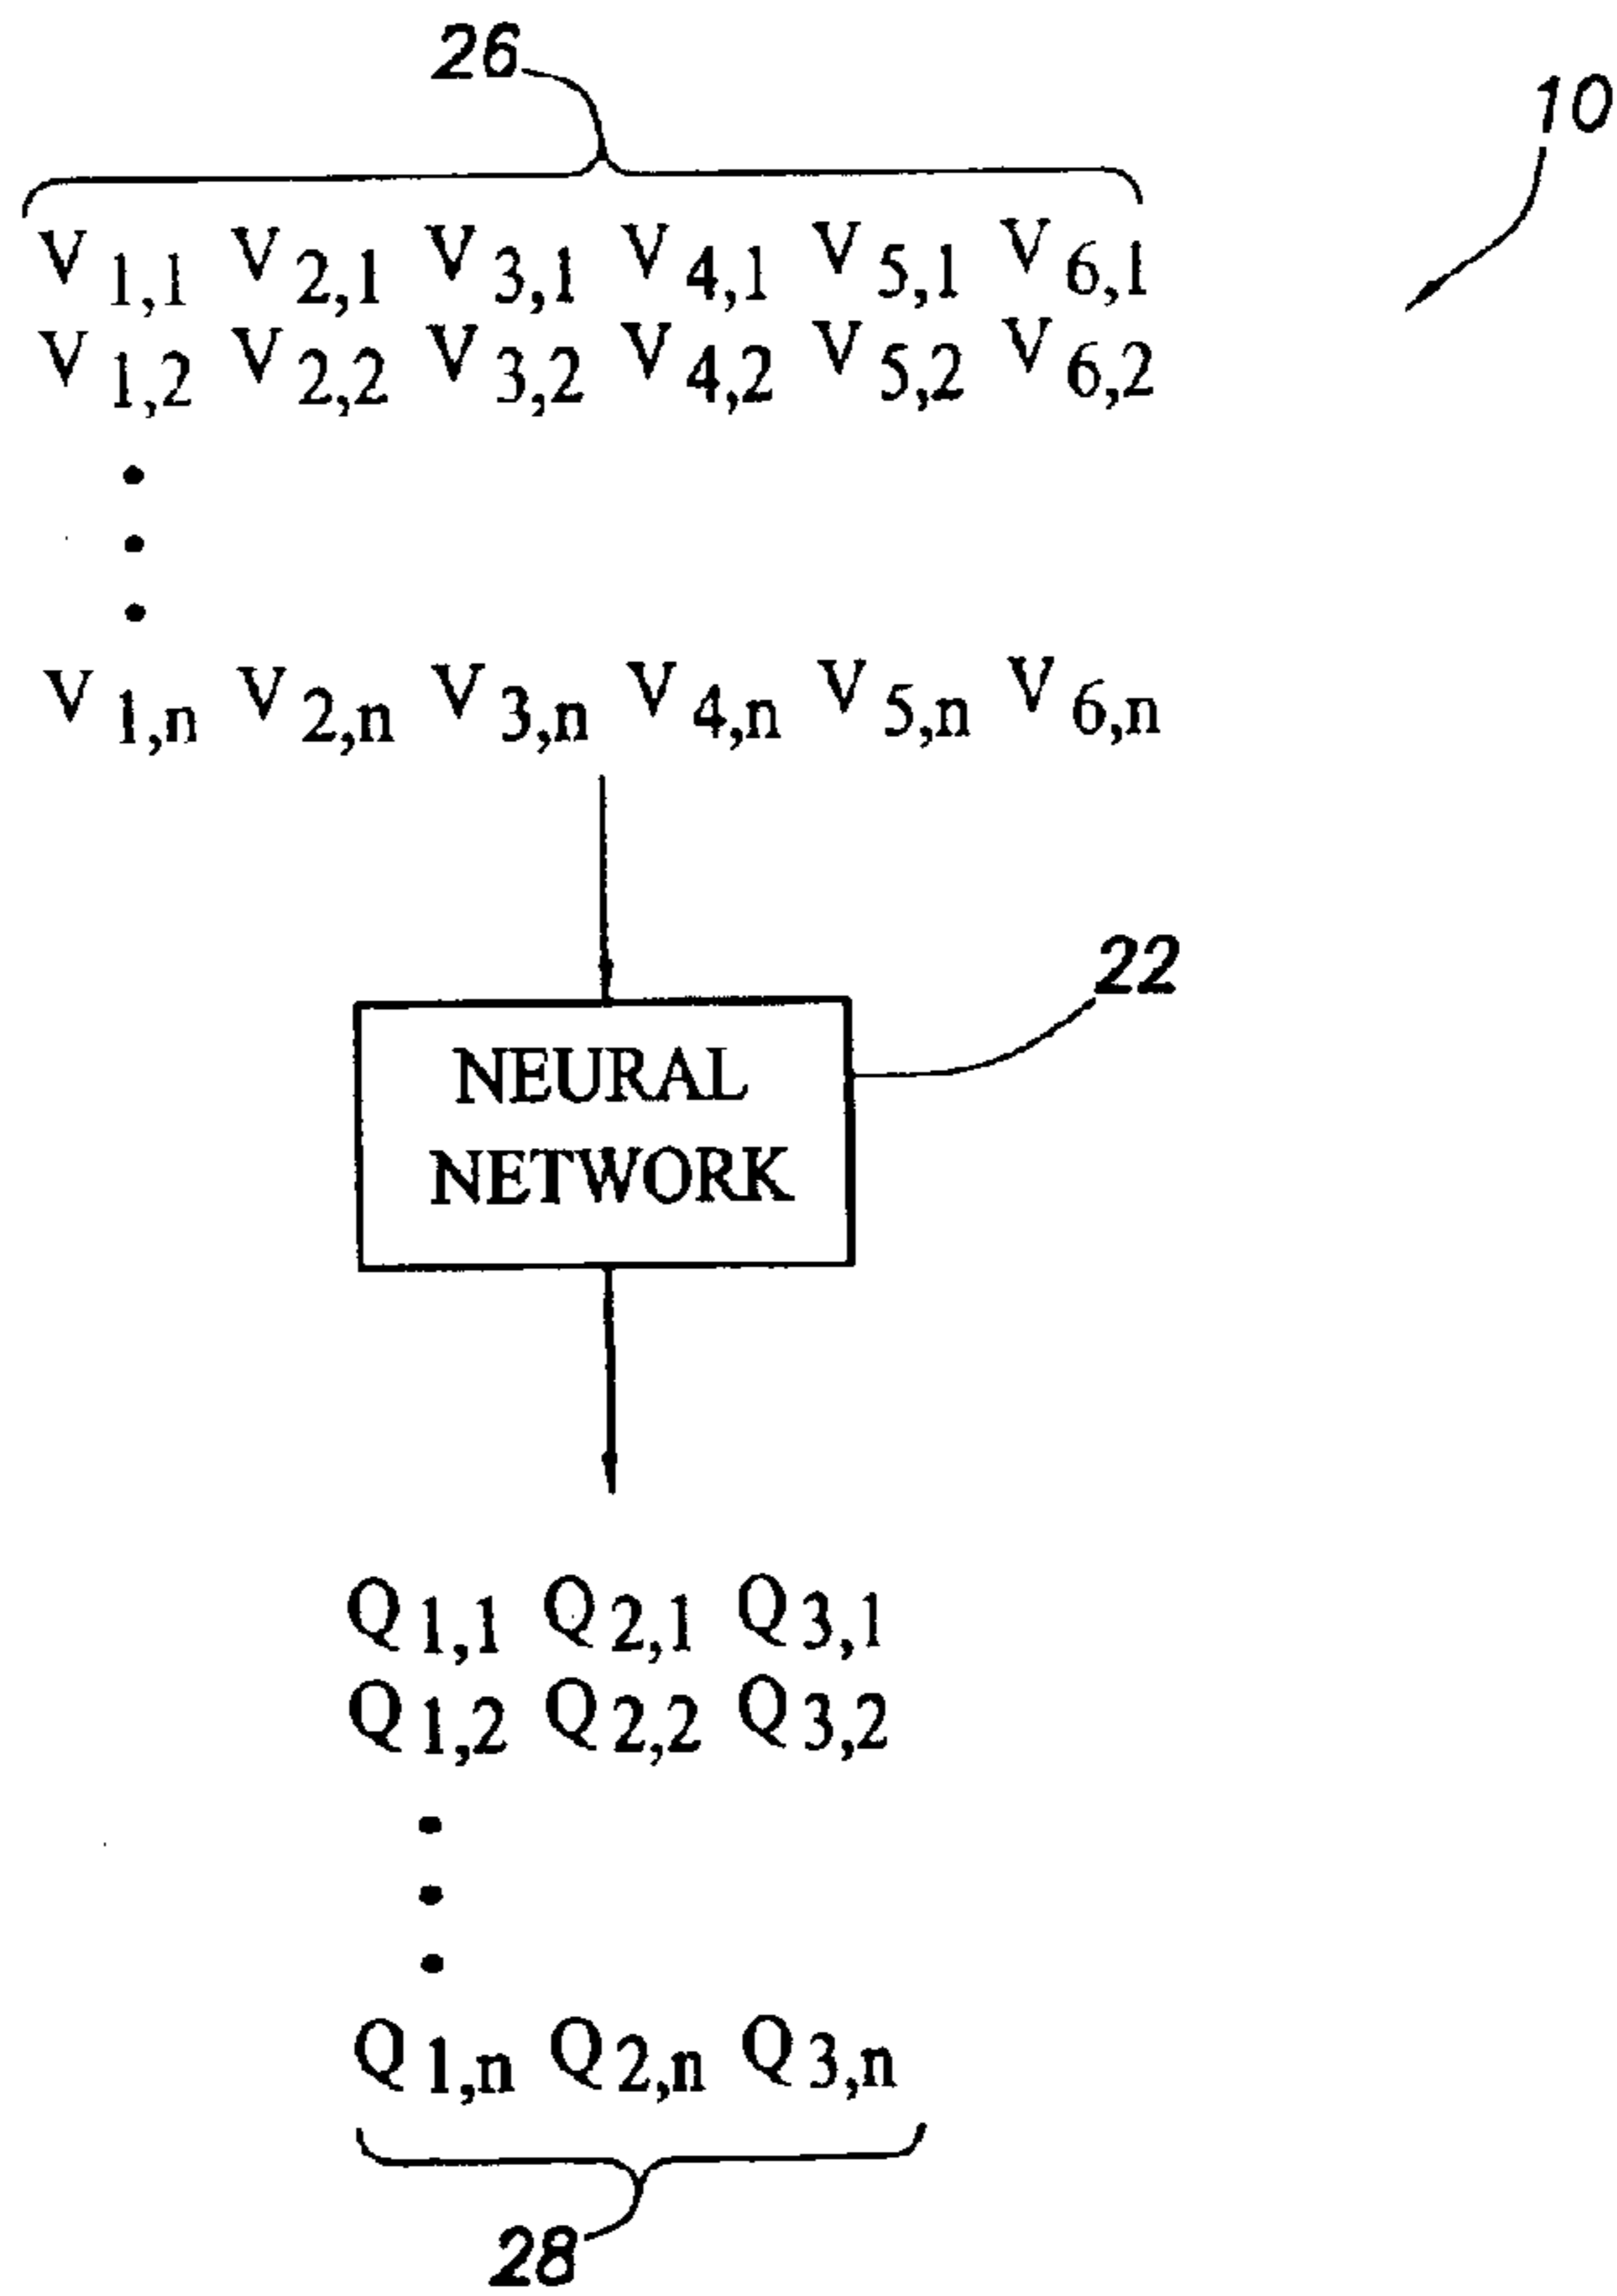 26
10
V 1,1 V 2,1 V 3,1 V 4,1 V 5,1 V 6,1
V 1,2 V 2,2 V 3,2 V 4,2 V 5,2 V 6,2
V 1,n V 2,n V 3,n V 4,n V 5,n V 6,n
22
NEURAL
NETWORK
Q 1,1 Q 2,1 Q 3,1
Q 1,2 Q 2,2 Q 3,2
Q 1,n Q 2,n Q 3,n
28